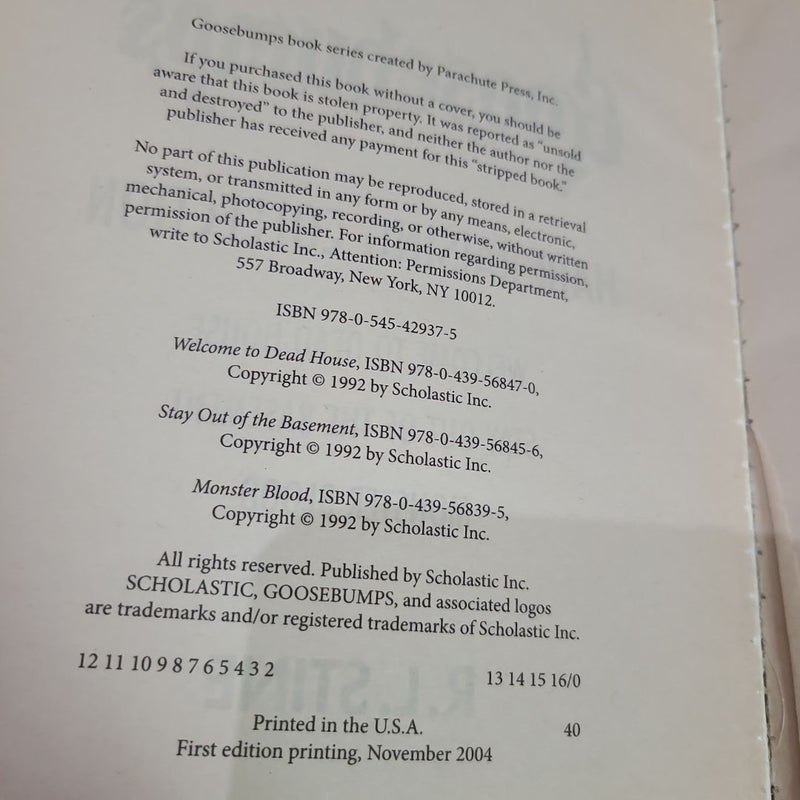 Goosebumps book series created by Parachute Press, Inc.
If you purchased this book without a cover, you should be
aware that this book is stolen property. It was reported as "unsold
and destroyed" to the publisher, and neither the author nor the
publisher has received any payment for this "stripped book."
No part of this publication may be reproduced, stored in a retrieval
system, or transmitted in any form or by any means, electronic,
mechanical, photocopying, recording, or otherwise, without written
permission of the publisher. For information regarding permission,
write to Scholastic Inc., Attention: Permissions Department,
557 Broadway, New York, NY 10012.
ISBN 978-0-545-42937-5
Welcome to Dead House, ISBN 978-0-439-56847-0,
Copyright © 1992 by Scholastic Inc.
Stay Out of the Basement, ISBN 978-0-439-56845-6,
Copyright © 1992 by Scholastic Inc.
Monster Blood, ISBN 978-0-439-56839-5,
Copyright © 1992 by Scholastic Inc.
All rights reserved. Published by Scholastic Inc.
SCHOLASTIC, GOOSEBUMPS, and associated logos
are trademarks and/or registered trademarks of Scholastic Inc.
12 11 10 9 8 7 6 5 4 3 2 13 14 15 16/0
Printed in the U.S.A. 40
First edition printing, November 2004
R.L. STINE